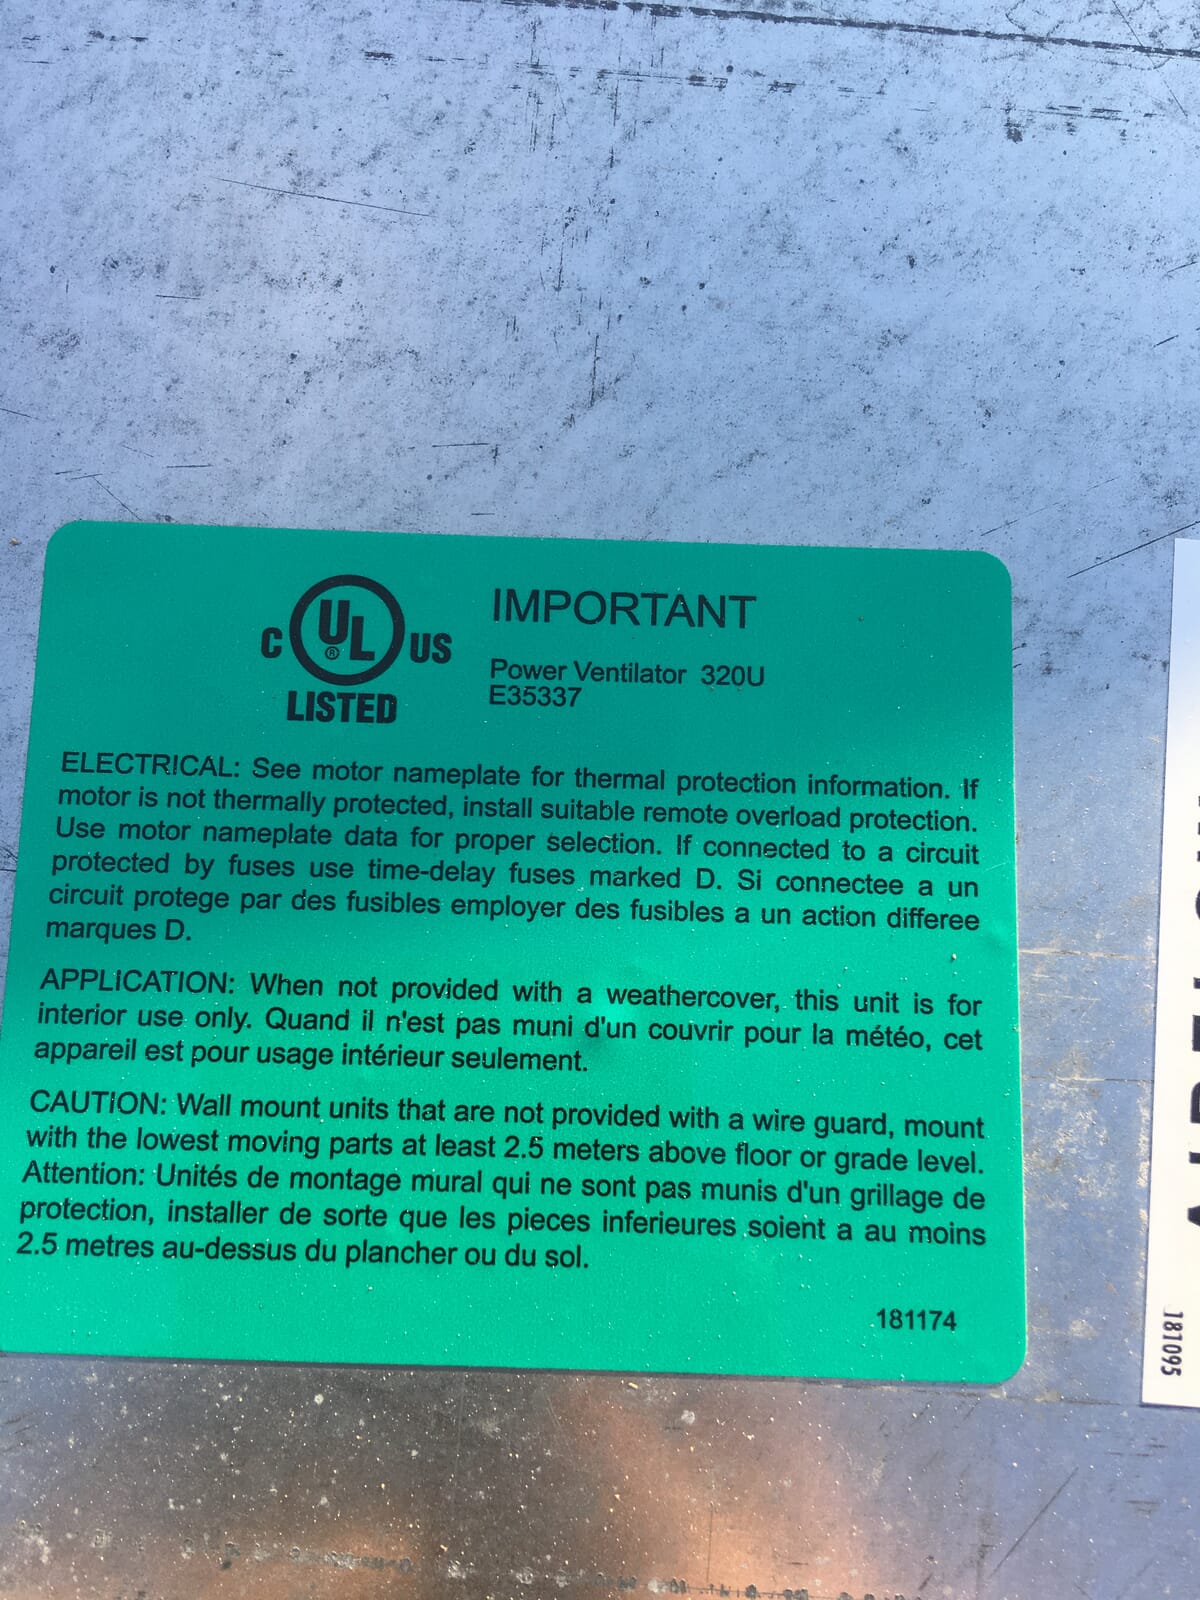 C UL® US
LISTED
IMPORTANT
Power Ventilator 320U
E35337
ELECTRICAL: See motor nameplate for thermal protection information. If
motor is not thermally protected, install suitable remote overload protection.
Use motor nameplate data for proper selection. If connected to a circuit
protected by fuses use time-delay fuses marked D. Si connectee a un
circuit protege par des fusibles employer des fusibles a un action differee
marques D.
APPLICATION: When not provided with a weathercover, this unit is for
interior use only. Quand il n'est pas muni d'un couvrir pour la météo, cet
appareil est pour usage intérieur seulement.
CAUTION: Wall mount units that are not provided with a wire guard, mount
with the lowest moving parts at least 2.5 meters above floor or grade level.
Attention: Unités de montage mural qui ne sont pas munis d'un grillage de
protection, installer de sorte que les pieces inferieures soient a au moins
2.5 metres au-dessus du plancher ou du sol.
181174
181095